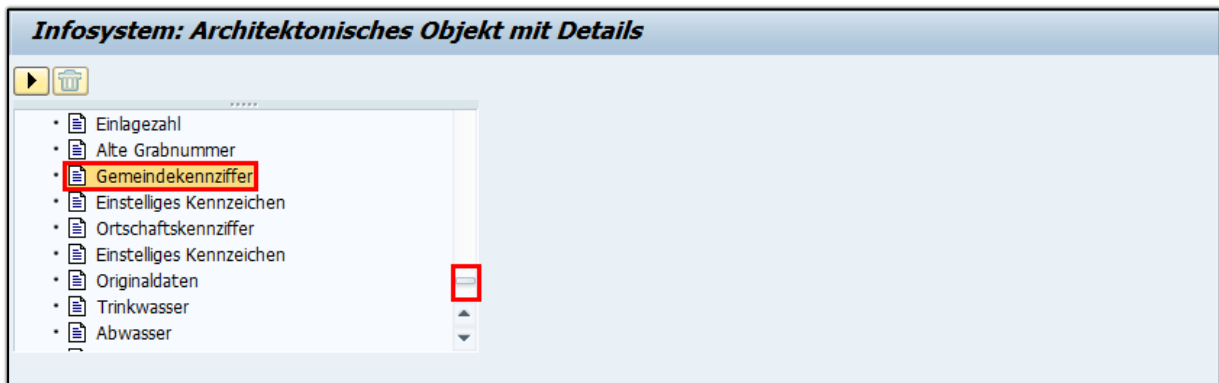 Infosystem: Architektonisches Objekt mit Details
Einlagezahl
Alte Grabnummer
Gemeindekennziffer
Einstelliges Kennzeichen
Ortschaftskennziffer
Einstelliges Kennzeichen
Originaldaten
Trinkwasser
Abwasser